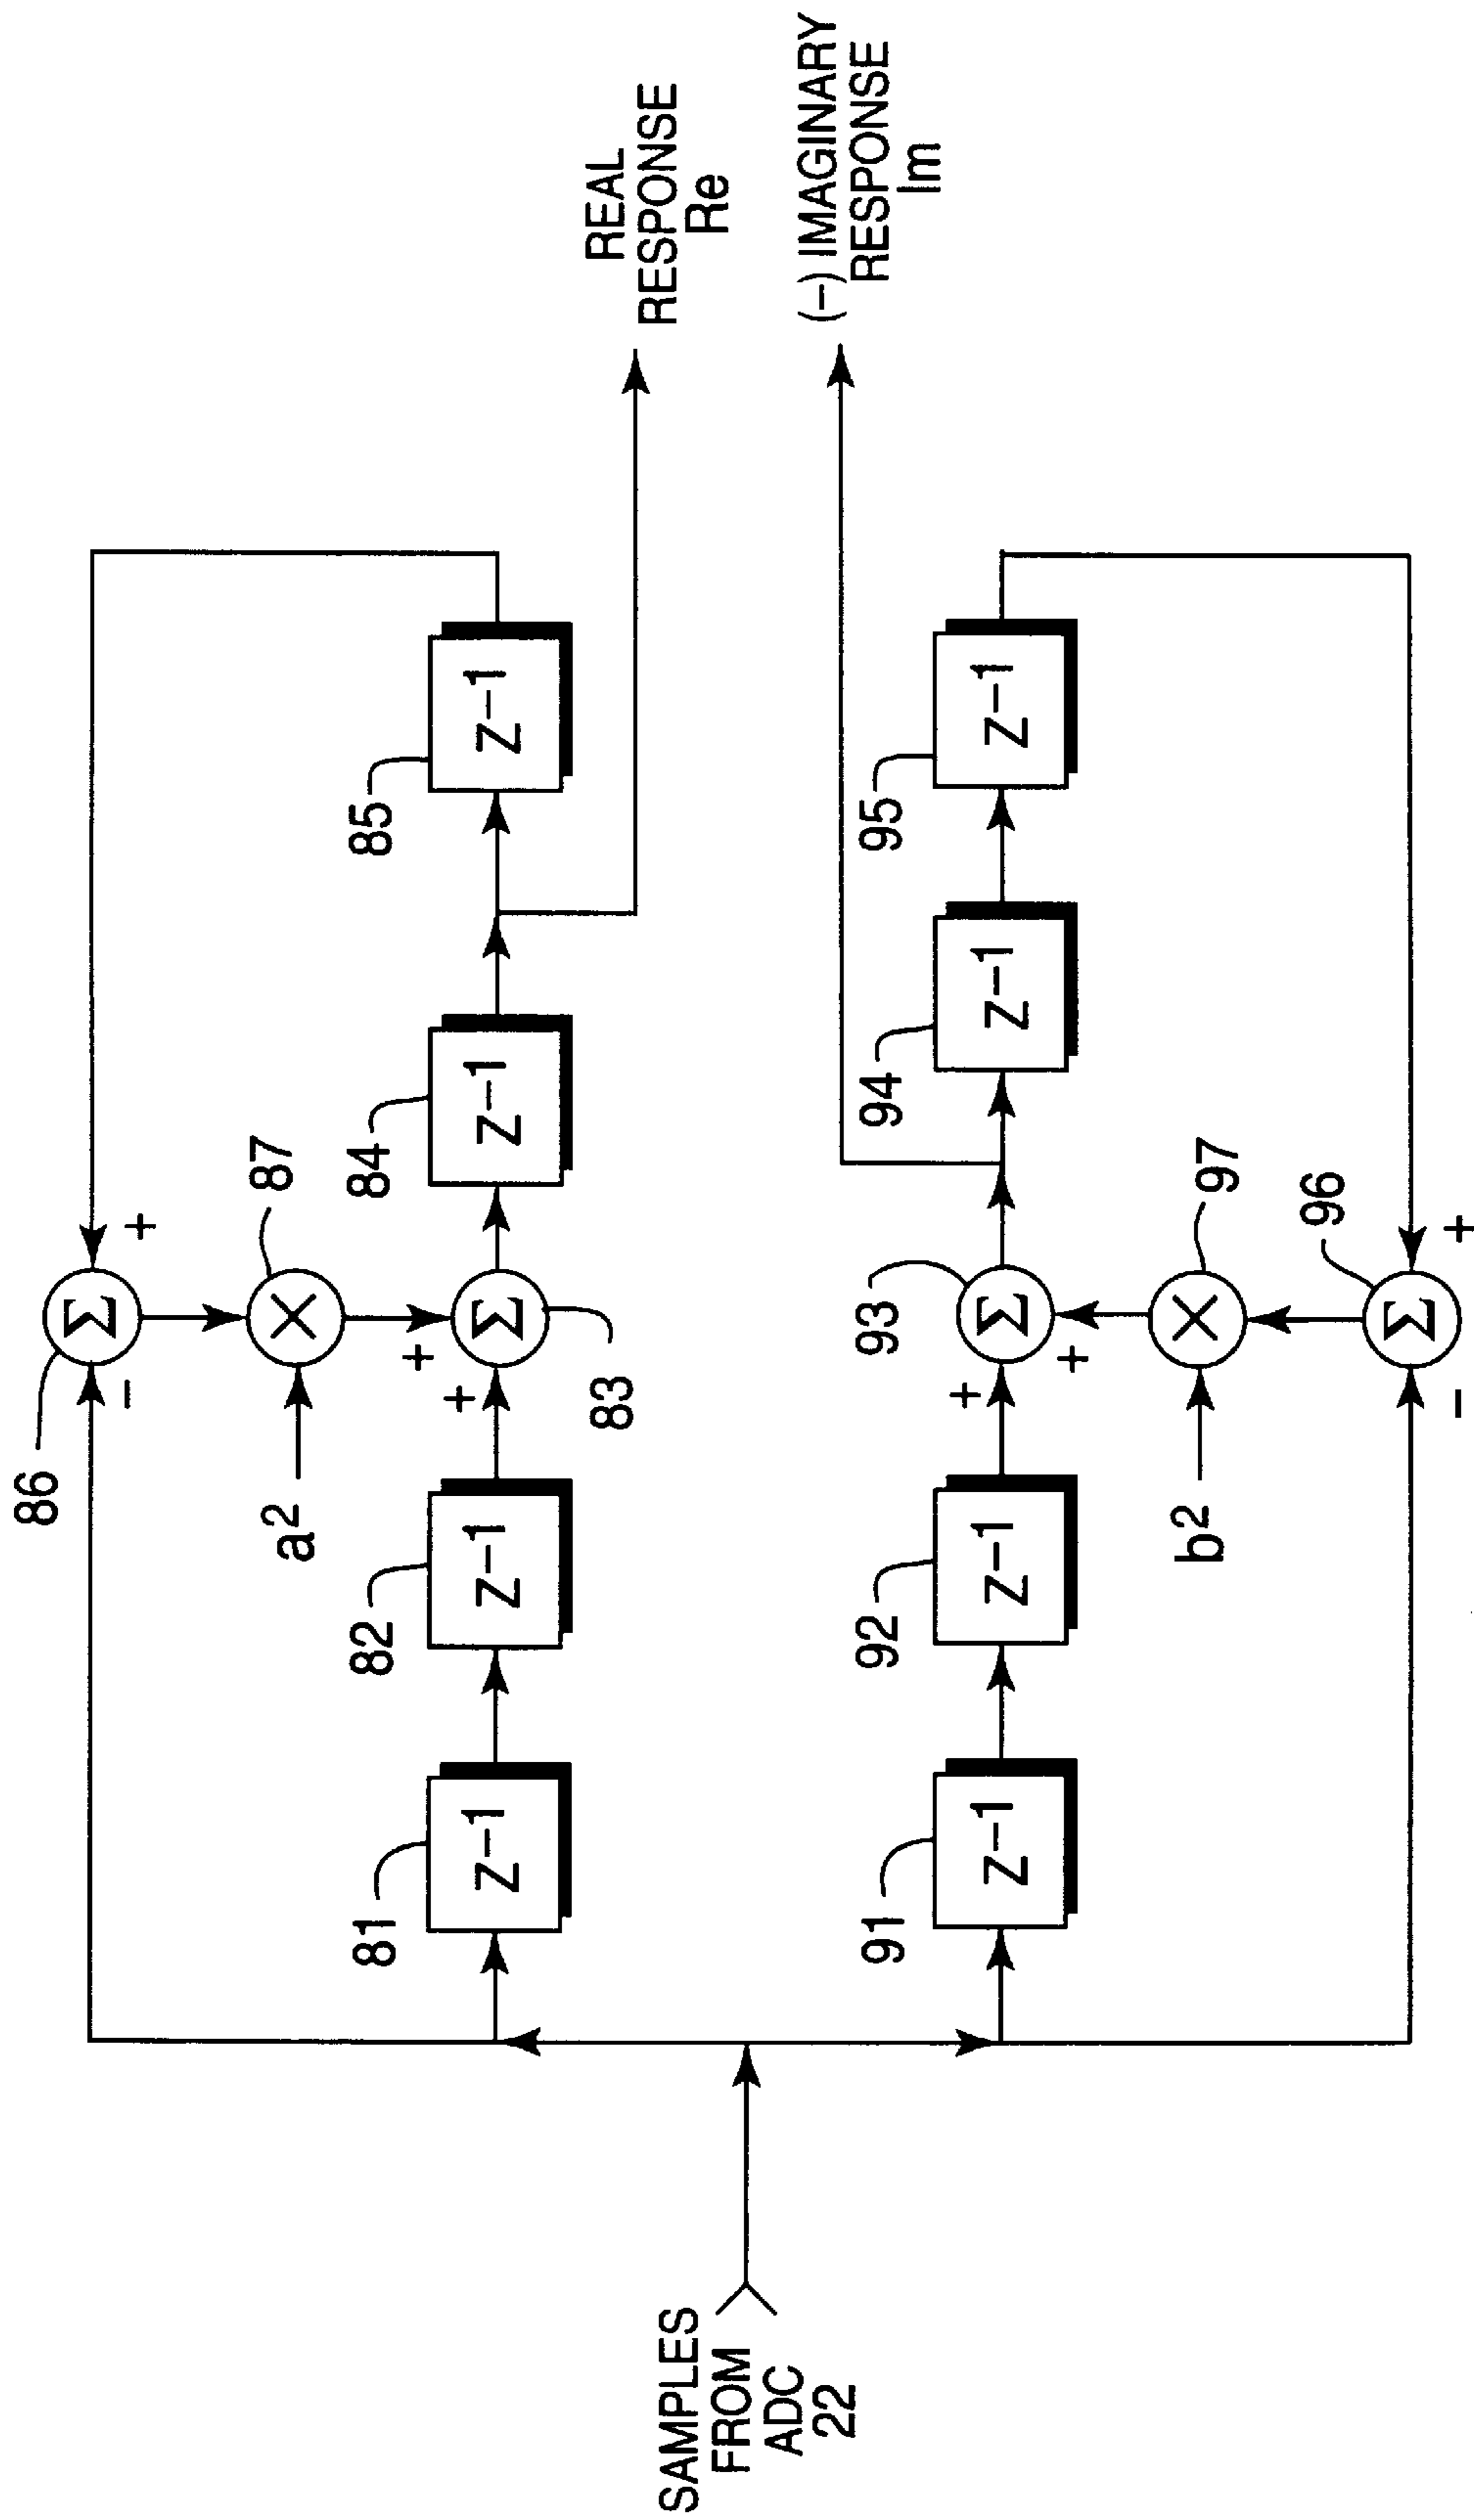 SAMPLES
FROM
ADC
22
86
a²
87
81
82
83
84
85
91
92
93
94
95
b²
97
96
z⁻¹
z⁻¹
z⁻¹
z⁻¹
z⁻¹
z⁻¹
z⁻¹
z⁻¹
Σ
×
Σ
Σ
×
Σ
−
+
+
+
+
+
−
+
REAL
RESPONSE
Re
(−) IMAGINARY
RESPONSE
Im